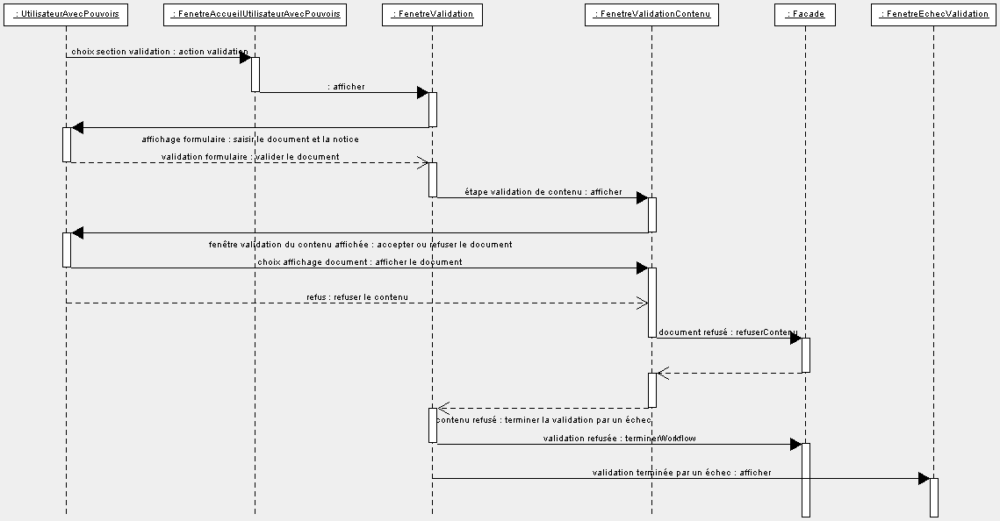 : UtilisateurAvecPouvoirs
: FenetreAccueilUtilisateurAvecPouvoirs
: FenetreValidation
: FenetreValidationContenu
: Facade
: FenetreEchecValidation
choix section validation : action validation
: afficher
affichage formulaire : saisir le document et la notice
validation formulaire : valider le document
étape validation de contenu : afficher
fenêtre validation du contenu affichée : accepter ou refuser le document
choix affichage document : afficher le document
refus : refuser le contenu
document refusé : refuserContenu
contenu refusé : terminer la validation par un échec
validation refusée : terminerWorkflow
validation terminée par un échec : afficher